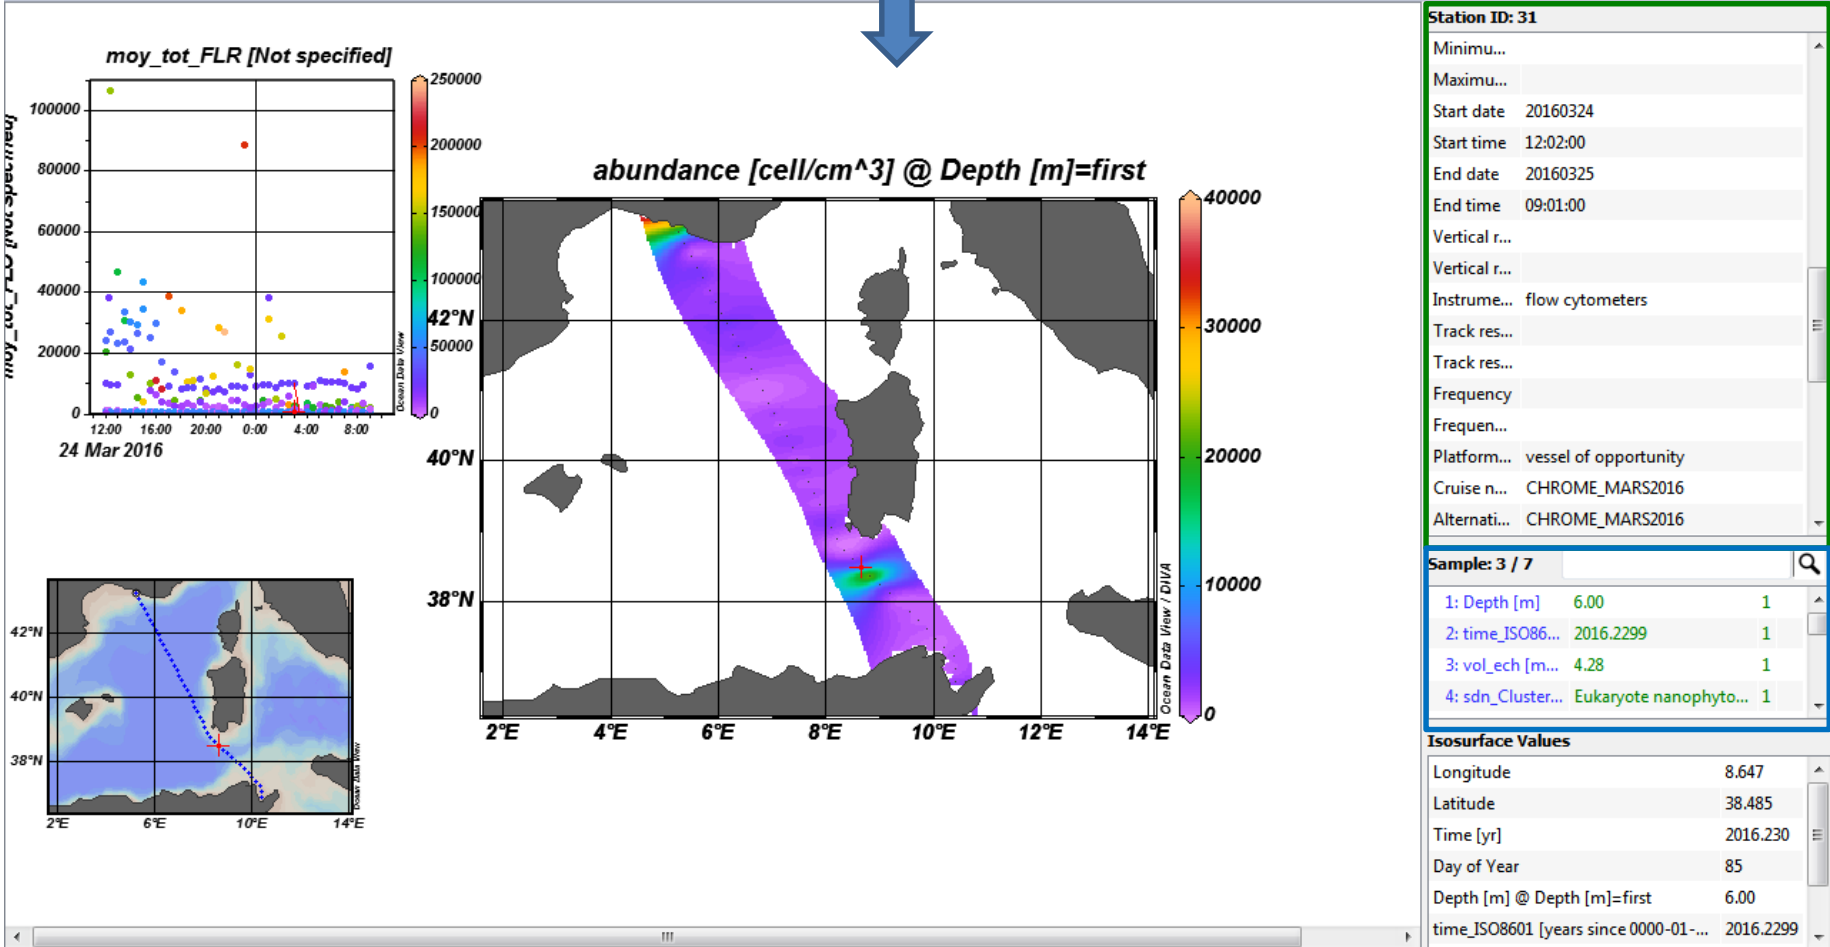 moy_tot_FLR [Not specified]
100000
80000
60000
40000
20000
0
12:00
16:00
20:00
0:00
4:00
8:00
24 Mar 2016
250000
200000
150000
100000
50000
0
Ocean Data View
abundance [cell/cm^3] @ Depth [m]=first
42°N
40°N
38°N
2°E
4°E
6°E
8°E
10°E
12°E
14°E
40000
30000
20000
10000
0
Ocean Data View / DIVA
42°N
40°N
38°N
2°E
6°E
10°E
14°E
Ocean Data View
Station ID: 31
Minimu...
Maximu...
Start date 20160324
Start time 12:02:00
End date 20160325
End time 09:01:00
Vertical r...
Vertical r...
Instrume... flow cytometers
Track res...
Track res...
Frequency
Frequen...
Platform... vessel of opportunity
Cruise n... CHROME_MARS2016
Alternati... CHROME_MARS2016
Sample: 3 / 7
1: Depth [m] 6.00 1
2: time_ISO86... 2016.2299 1
3: vol_ech [m... 4.28 1
4: sdn_Cluster... Eukaryote nanophyto... 1
Isosurface Values
Longitude 8.647
Latitude 38.485
Time [yr] 2016.230
Day of Year 85
Depth [m] @ Depth [m]=first 6.00
time_ISO8601 [years since 0000-01-... 2016.2299